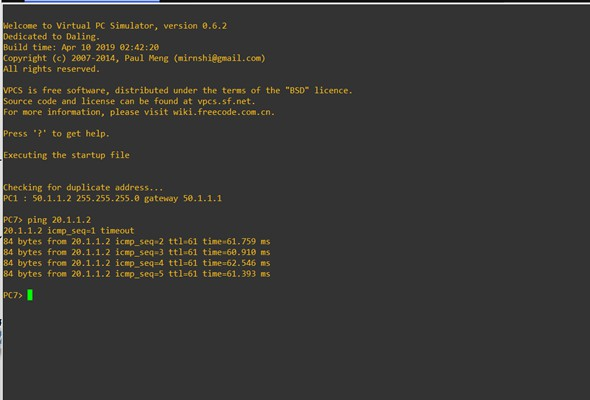 Welcome to Virtual PC Simulator, version 0.6.2
Dedicated to Daling.
Build time: Apr 10 2019 02:42:20
Copyright (c) 2007-2014, Paul Meng (mirnshi@gmail.com)
All rights reserved.
VPCS is free software, distributed under the terms of the "BSD" licence.
Source code and license can be found at vpcs.sf.net.
For more information, please visit wiki.freecode.com.cn.
Press '?' to get help.
Executing the startup file
Checking for duplicate address...
PC1 : 50.1.1.2 255.255.255.0 gateway 50.1.1.1
PC7> ping 20.1.1.2
20.1.1.2 icmp_seq=1 timeout
84 bytes from 20.1.1.2 icmp_seq=2 ttl=61 time=61.759 ms
84 bytes from 20.1.1.2 icmp_seq=3 ttl=61 time=60.910 ms
84 bytes from 20.1.1.2 icmp_seq=4 ttl=61 time=62.546 ms
84 bytes from 20.1.1.2 icmp_seq=5 ttl=61 time=61.393 ms
PC7>